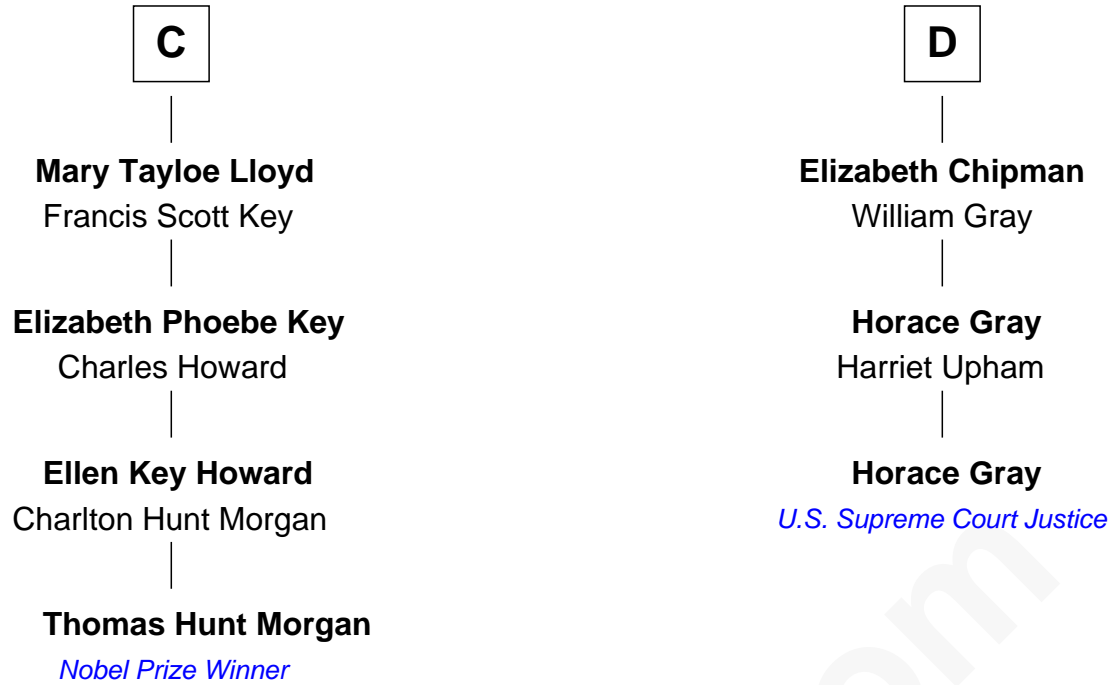 C
Mary Tayloe Lloyd
Francis Scott Key
Elizabeth Phoebe Key
Charles Howard
Ellen Key Howard
Charlton Hunt Morgan
Thomas Hunt Morgan
Nobel Prize Winner
D
Elizabeth Chipman
William Gray
Horace Gray
Harriet Upham
Horace Gray
U.S. Supreme Court Justice
om